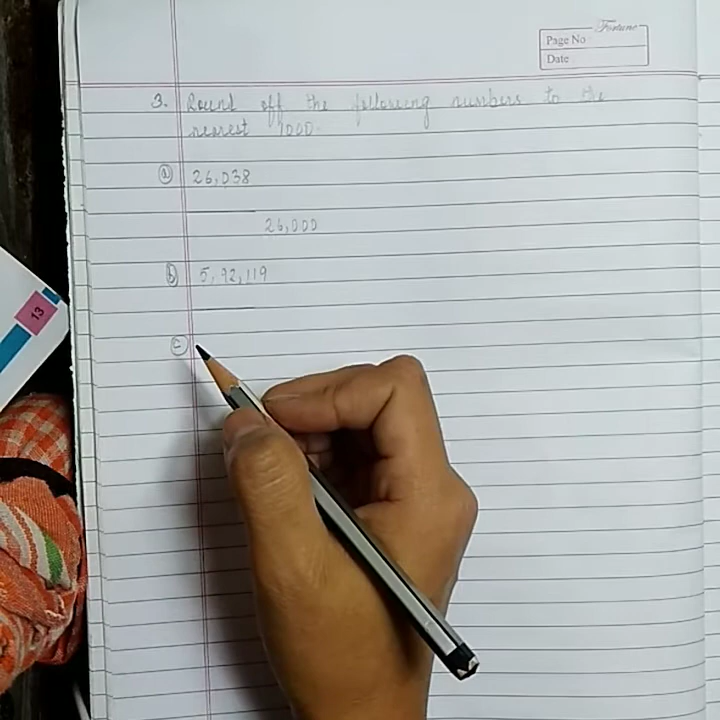 Fortune
Page No
Date
3. Round off the following numbers to the
nearest 1000.
(a) 26,038
26,000
(b) 5,92,119
(c)
13